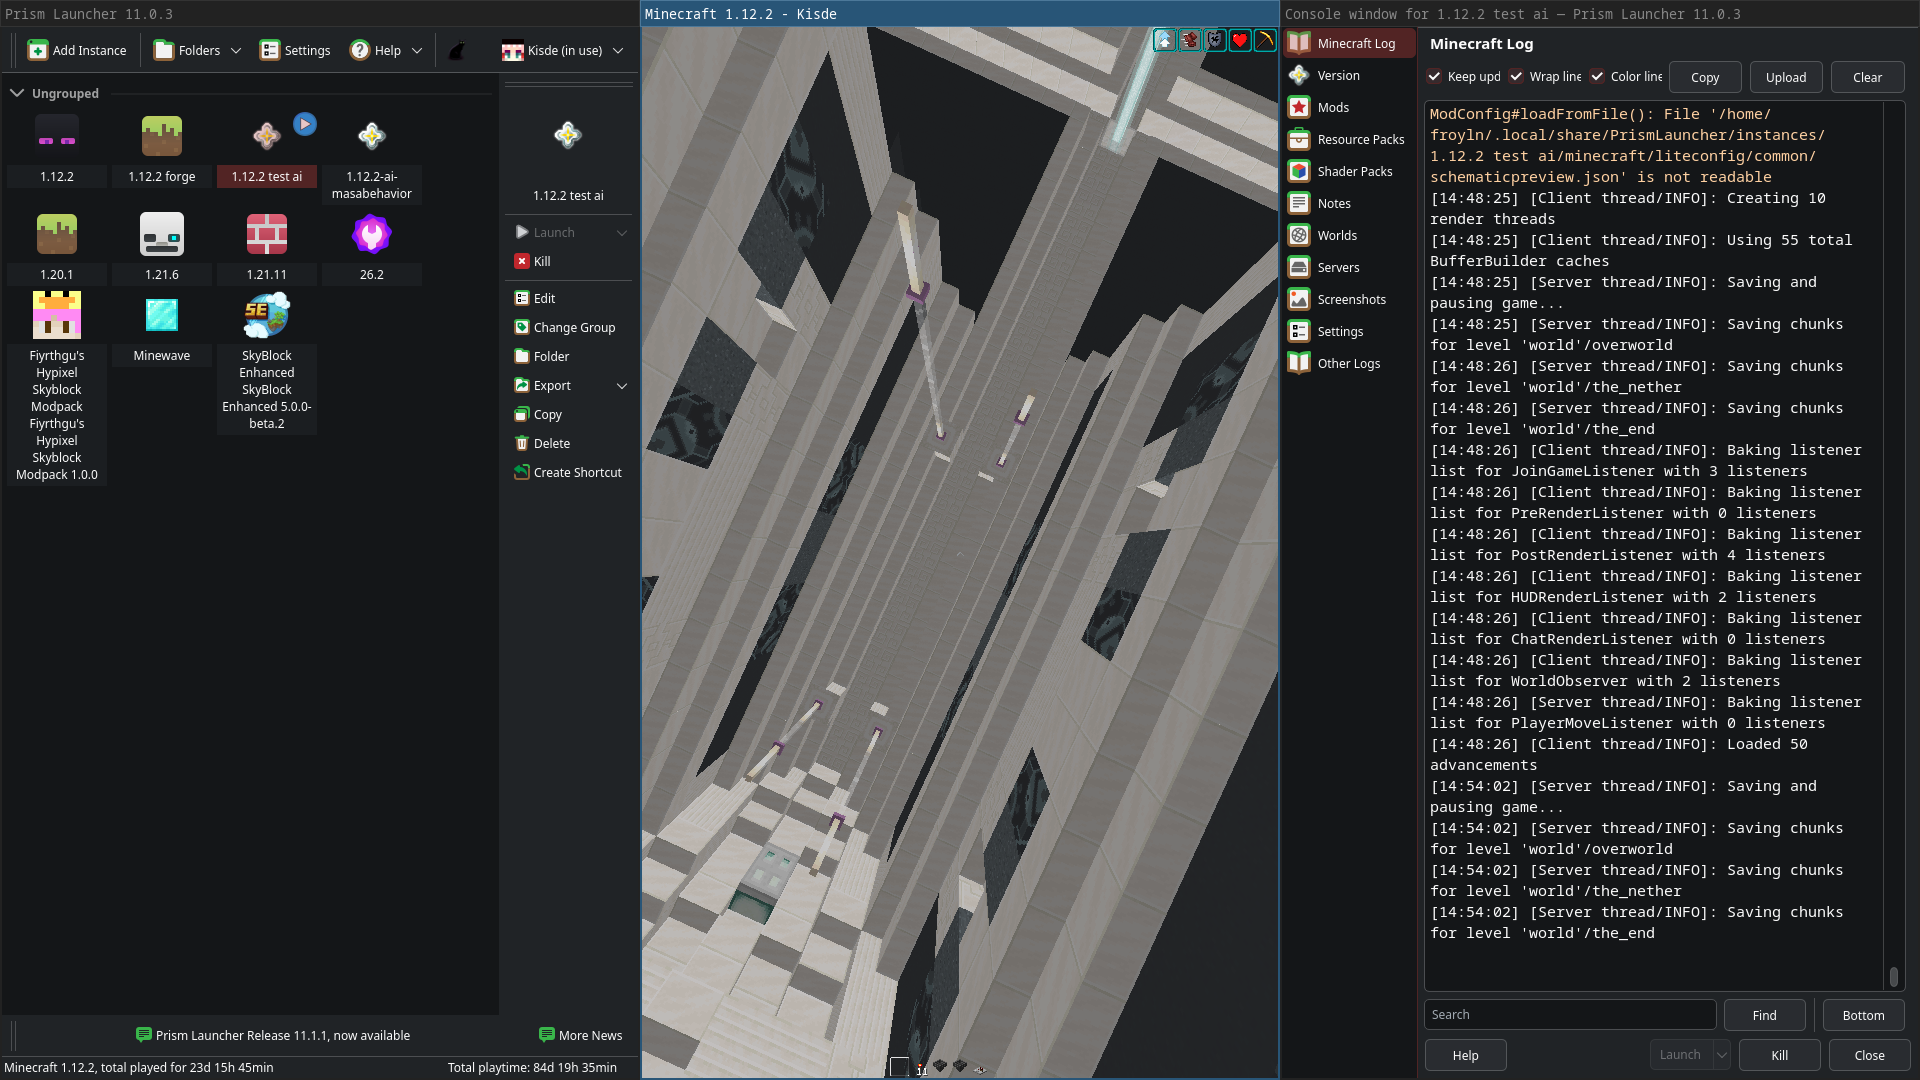 Prism Launcher 11.0.3
Add Instance
Folders
Settings
Help
Kisde (in use)
Ungrouped
1.12.2
1.12.2 forge
1.12.2 test ai
1.12.2-ai-
masabehavior
1.20.1
1.21.6
1.21.11
26.2
Fiyrthgu's
Hypixel
Skyblock
Modpack
Fiyrthgu's
Hypixel
Skyblock
Modpack 1.0.0
Minewave
SkyBlock
Enhanced
SkyBlock
Enhanced 5.0.0-
beta.2
1.12.2 test ai
Launch
Kill
Edit
Change Group
Folder
Export
Copy
Delete
Create Shortcut
Prism Launcher Release 11.1.1, now available
More News
Minecraft 1.12.2, total played for 23d 15h 45min
Total playtime: 84d 19h 35min
Minecraft 1.12.2 - Kisde
11
Console window for 1.12.2 test ai — Prism Launcher 11.0.3
Minecraft Log
Version
Mods
Resource Packs
Shader Packs
Notes
Worlds
Servers
Screenshots
Settings
Other Logs
Minecraft Log
Keep upd
Wrap line
Color line
Copy
Upload
Clear
ModConfig#loadFromFile(): File '/home/
froyln/.local/share/PrismLauncher/instances/
1.12.2 test ai/minecraft/liteconfig/common/
schematicpreview.json' is not readable
[14:48:25] [Client thread/INFO]: Creating 10
render threads
[14:48:25] [Client thread/INFO]: Using 55 total
BufferBuilder caches
[14:48:25] [Server thread/INFO]: Saving and
pausing game...
[14:48:25] [Server thread/INFO]: Saving chunks
for level 'world'/overworld
[14:48:26] [Server thread/INFO]: Saving chunks
for level 'world'/the_nether
[14:48:26] [Server thread/INFO]: Saving chunks
for level 'world'/the_end
[14:48:26] [Client thread/INFO]: Baking listener
list for JoinGameListener with 3 listeners
[14:48:26] [Client thread/INFO]: Baking listener
list for PreRenderListener with 0 listeners
[14:48:26] [Client thread/INFO]: Baking listener
list for PostRenderListener with 4 listeners
[14:48:26] [Client thread/INFO]: Baking listener
list for HUDRenderListener with 2 listeners
[14:48:26] [Client thread/INFO]: Baking listener
list for ChatRenderListener with 0 listeners
[14:48:26] [Client thread/INFO]: Baking listener
list for WorldObserver with 2 listeners
[14:48:26] [Server thread/INFO]: Baking listener
list for PlayerMoveListener with 0 listeners
[14:48:26] [Client thread/INFO]: Loaded 50
advancements
[14:54:02] [Server thread/INFO]: Saving and
pausing game...
[14:54:02] [Server thread/INFO]: Saving chunks
for level 'world'/overworld
[14:54:02] [Server thread/INFO]: Saving chunks
for level 'world'/the_nether
[14:54:02] [Server thread/INFO]: Saving chunks
for level 'world'/the_end
Search
Find
Bottom
Help
Launch
Kill
Close